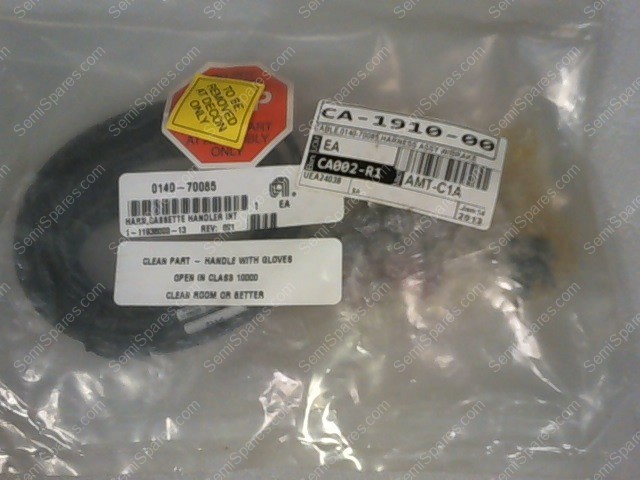 TO BE
REMOVED
AT DECON
ONLY
ONLY
CA-1910-00
CABLE,0140-70085,HARNESS ASSY W/BRAKE
EA
CA002-R1
AMT-C1A
UEA24038
2013
0140-70085
1
EA
HARN,CASSETTE HANDLER INT
REV: 001
CLEAN PART - HANDLE WITH GLOVES
OPEN IN CLASS 10000
CLEAN ROOM OR BETTER
SemiSpares.com